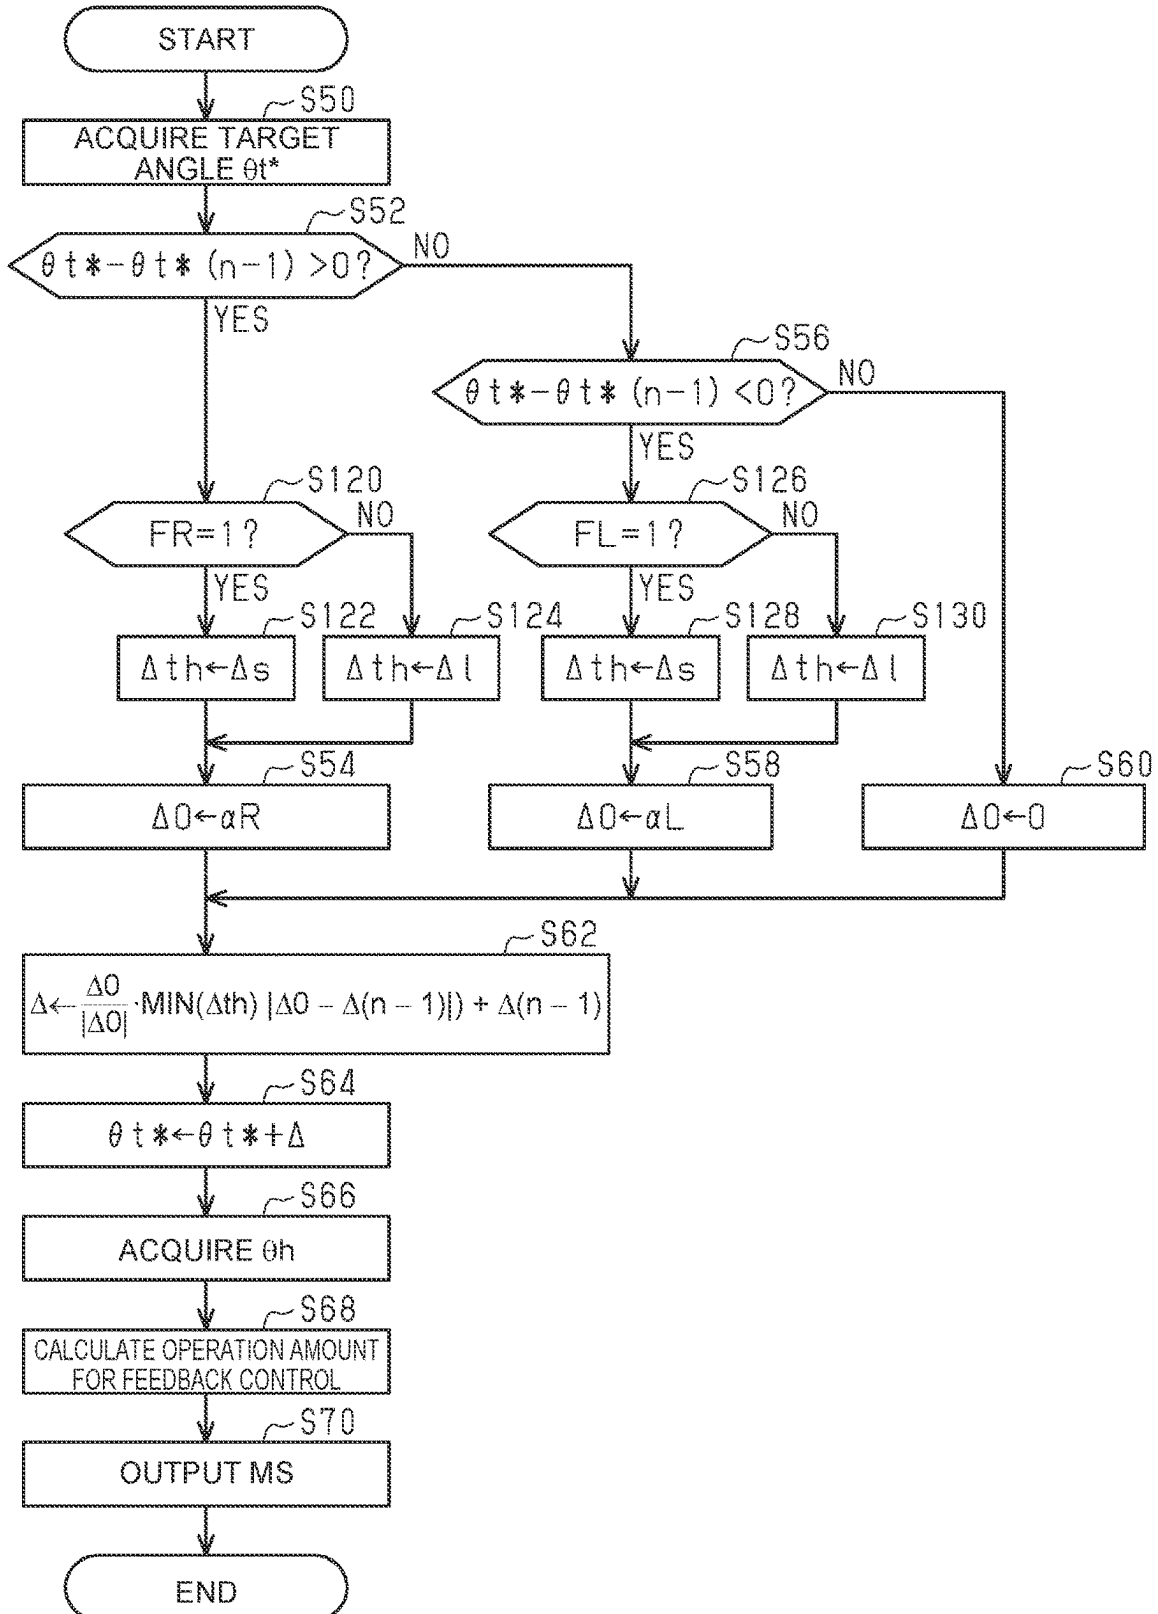 START
S50
ACQUIRE TARGET
ANGLE θt*
S52
θt*-θt*(n-1)>0?
NO
YES
S56
θt*-θt*(n-1)<0?
NO
YES
S120
FR=1?
NO
YES
S126
FL=1?
NO
YES
S122
Δth←Δs
S124
Δth←Δl
S128
Δth←Δs
S130
Δth←Δl
S54
Δ0←αR
S58
Δ0←αL
S60
Δ0←0
S62
Δ←Δ0/|Δ0|·MIN(Δth) |Δ0 – Δ(n – 1)|) + Δ(n – 1)
S64
θt*←θt*+Δ
S66
ACQUIRE θh
S68
CALCULATE OPERATION AMOUNT
FOR FEEDBACK CONTROL
S70
OUTPUT MS
END